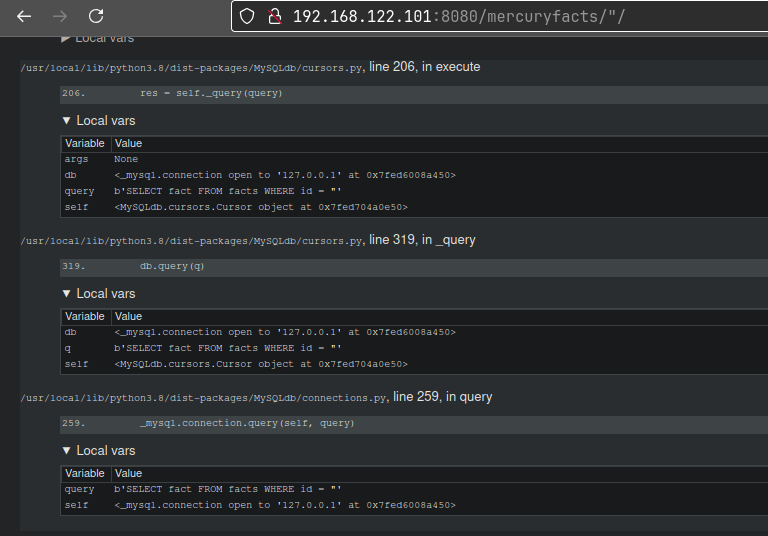 192.168.122.101:8080/mercuryfacts/"/
▶ Local vars
/usr/local/lib/python3.8/dist-packages/MySQLdb/cursors.py, line 206, in execute
206. res = self._query(query)
▼ Local vars
Variable Value
args None
db <_mysql.connection open to '127.0.0.1' at 0x7fed6008a450>
query b'SELECT fact FROM facts WHERE id = "'
self <MySQLdb.cursors.Cursor object at 0x7fed704a0e50>
/usr/local/lib/python3.8/dist-packages/MySQLdb/cursors.py, line 319, in _query
319. db.query(q)
▼ Local vars
Variable Value
db <_mysql.connection open to '127.0.0.1' at 0x7fed6008a450>
q b'SELECT fact FROM facts WHERE id = "'
self <MySQLdb.cursors.Cursor object at 0x7fed704a0e50>
/usr/local/lib/python3.8/dist-packages/MySQLdb/connections.py, line 259, in query
259. _mysql.connection.query(self, query)
▼ Local vars
Variable Value
query b'SELECT fact FROM facts WHERE id = "'
self <_mysql.connection open to '127.0.0.1' at 0x7fed6008a450>